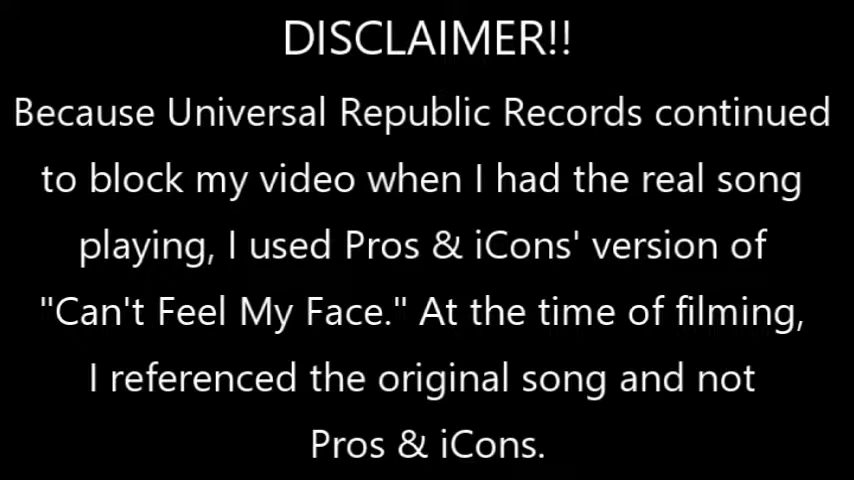 DISCLAIMER!!
Because Universal Republic Records continued
to block my video when I had the real song
playing, I used Pros & iCons' version of
"Can't Feel My Face." At the time of filming,
I referenced the original song and not
Pros & iCons.